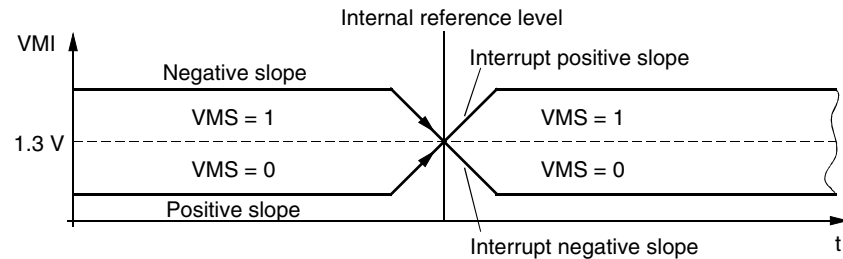 Internal reference level
VMI
Negative slope
Interrupt positive slope
VMS = 1
VMS = 1
1.3 V
VMS = 0
VMS = 0
Positive slope
Interrupt negative slope
t